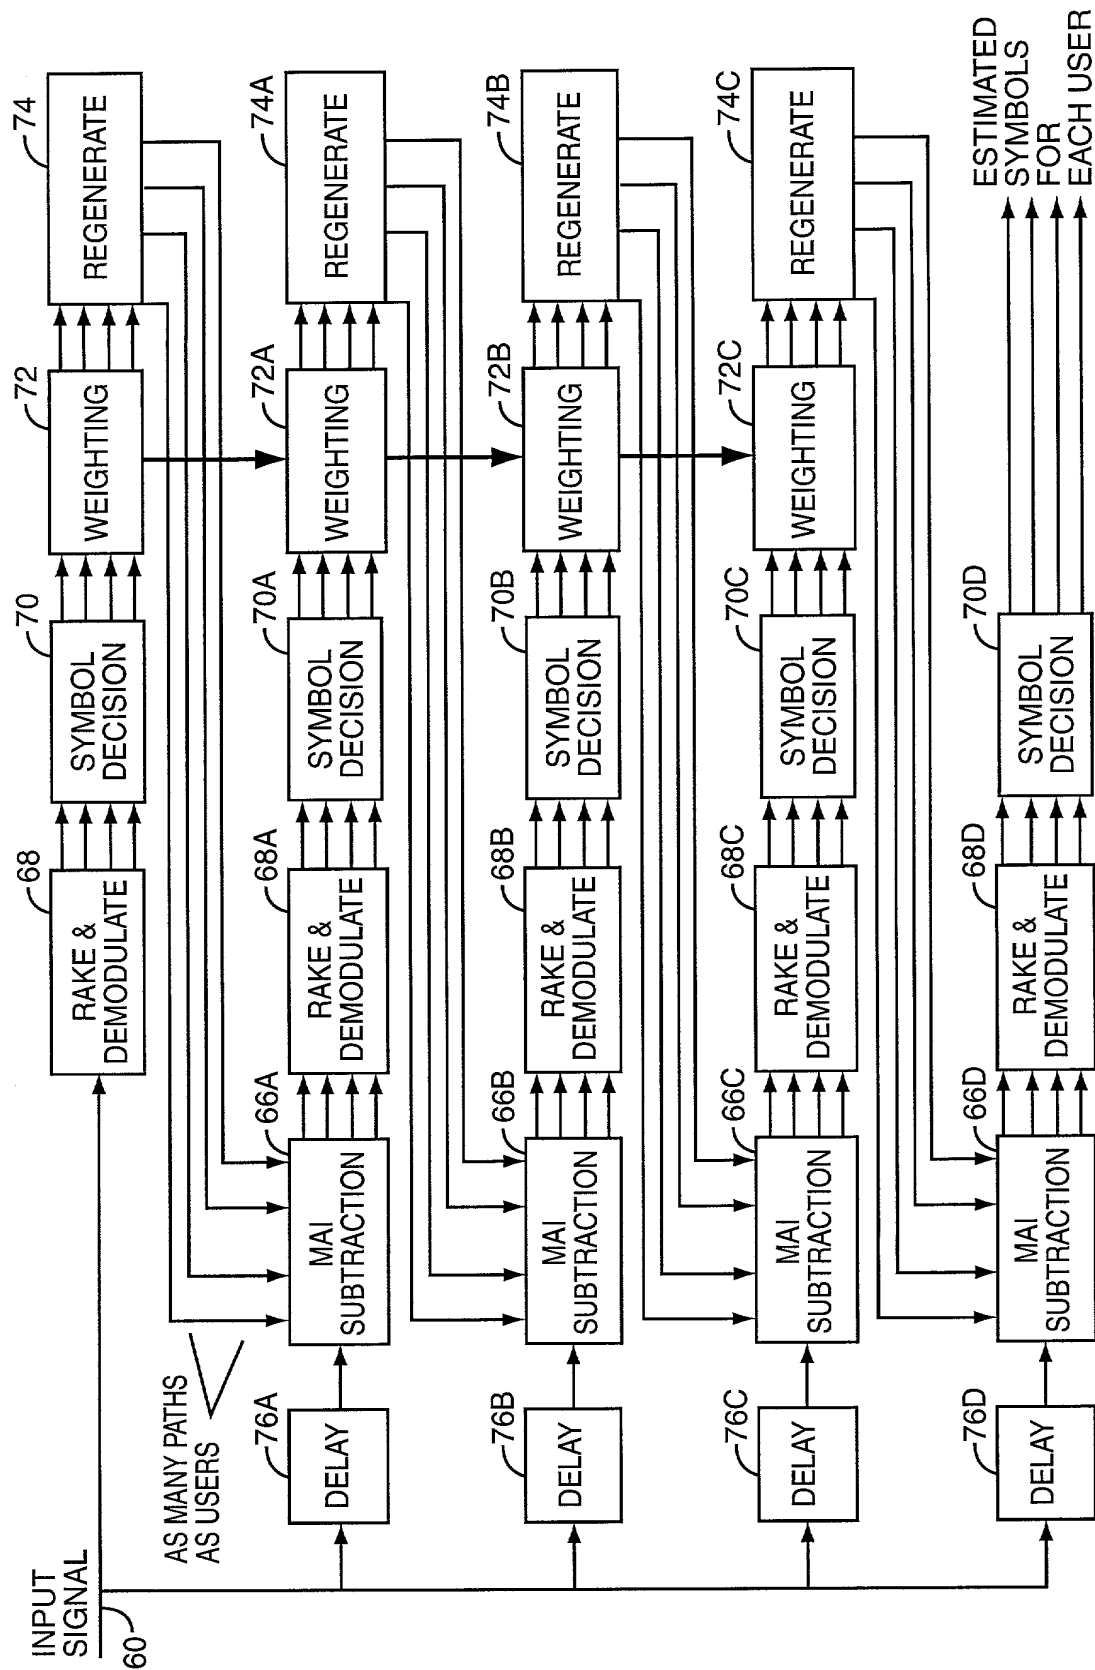 INPUT
SIGNAL
60
AS MANY PATHS
AS USERS
68
RAKE &
DEMODULATE
70
SYMBOL
DECISION
72
WEIGHTING
74
REGENERATE
76A
DELAY
66A
MAI
SUBTRACTION
68A
RAKE &
DEMODULATE
70A
SYMBOL
DECISION
72A
WEIGHTING
74A
REGENERATE
76B
DELAY
66B
MAI
SUBTRACTION
68B
RAKE &
DEMODULATE
70B
SYMBOL
DECISION
72B
WEIGHTING
74B
REGENERATE
76C
DELAY
66C
MAI
SUBTRACTION
68C
RAKE &
DEMODULATE
70C
SYMBOL
DECISION
72C
WEIGHTING
74C
REGENERATE
76D
DELAY
66D
MAI
SUBTRACTION
68D
RAKE &
DEMODULATE
70D
SYMBOL
DECISION
ESTIMATED
SYMBOLS
FOR
EACH USER